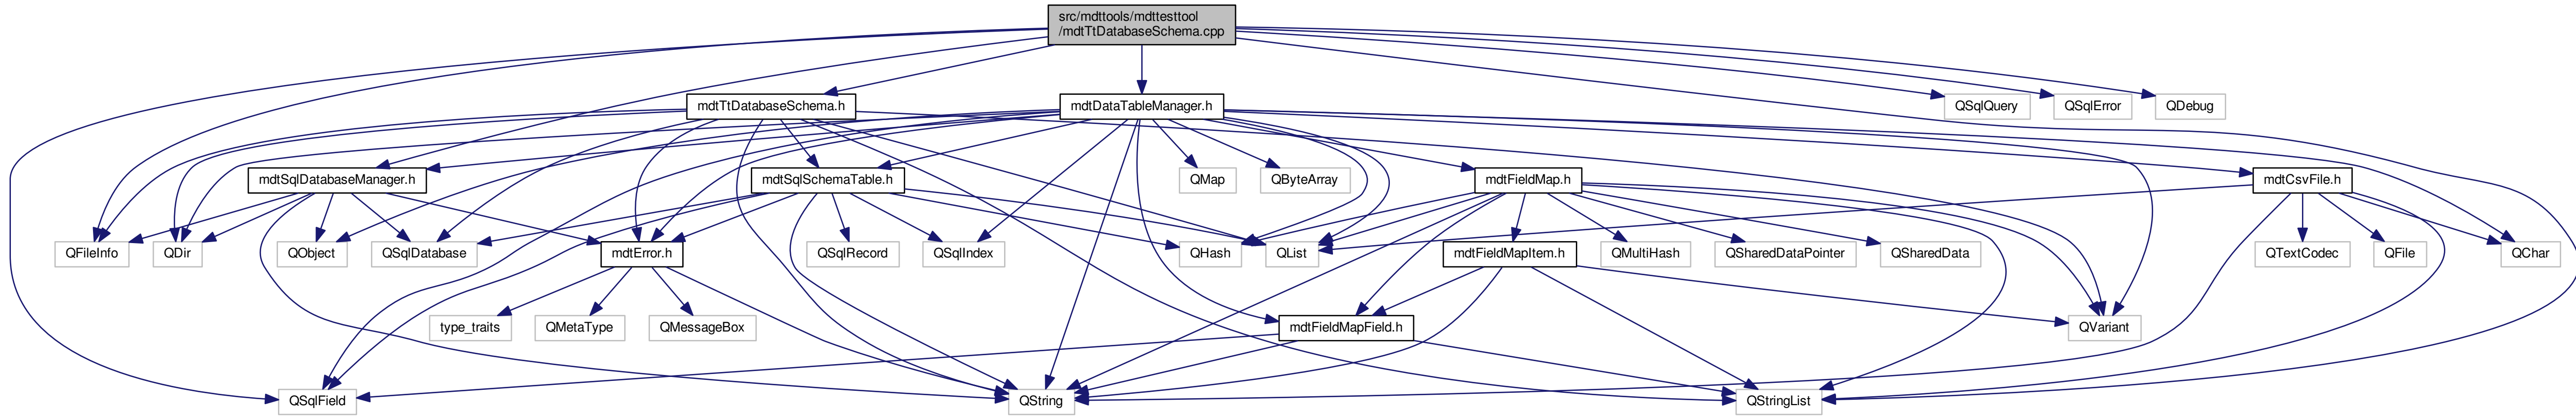 src/mdttools/mdttesttool
/mdtTtDatabaseSchema.cpp
mdtTtDatabaseSchema.h
mdtDataTableManager.h
QSqlQuery
QSqlError
QDebug
mdtSqlDatabaseManager.h
mdtSqlSchemaTable.h
QMap
QByteArray
mdtFieldMap.h
mdtCsvFile.h
QFileInfo
QDir
QObject
QSqlDatabase
mdtError.h
QSqlRecord
QSqlIndex
QHash
QList
mdtFieldMapItem.h
QMultiHash
QSharedDataPointer
QSharedData
QTextCodec
QFile
QChar
type_traits
QMetaType
QMessageBox
mdtFieldMapField.h
QVariant
QSqlField
QString
QStringList